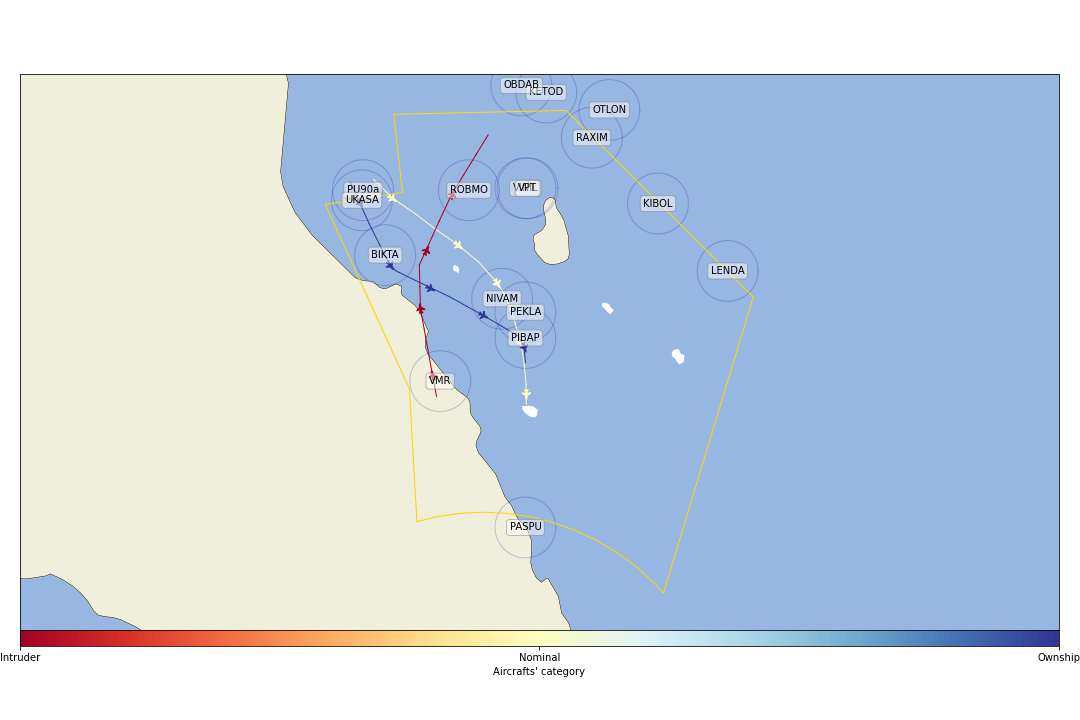 OBDAB
KETOD
OTLON
RAXIM
PU90a
UKASA
ROBMO
VPT
KIBOL
BIKTA
LENDA
NIVAM
PEKLA
PIBAP
VMR
PASPU
Intruder
Nominal
Ownship
Aircrafts' category